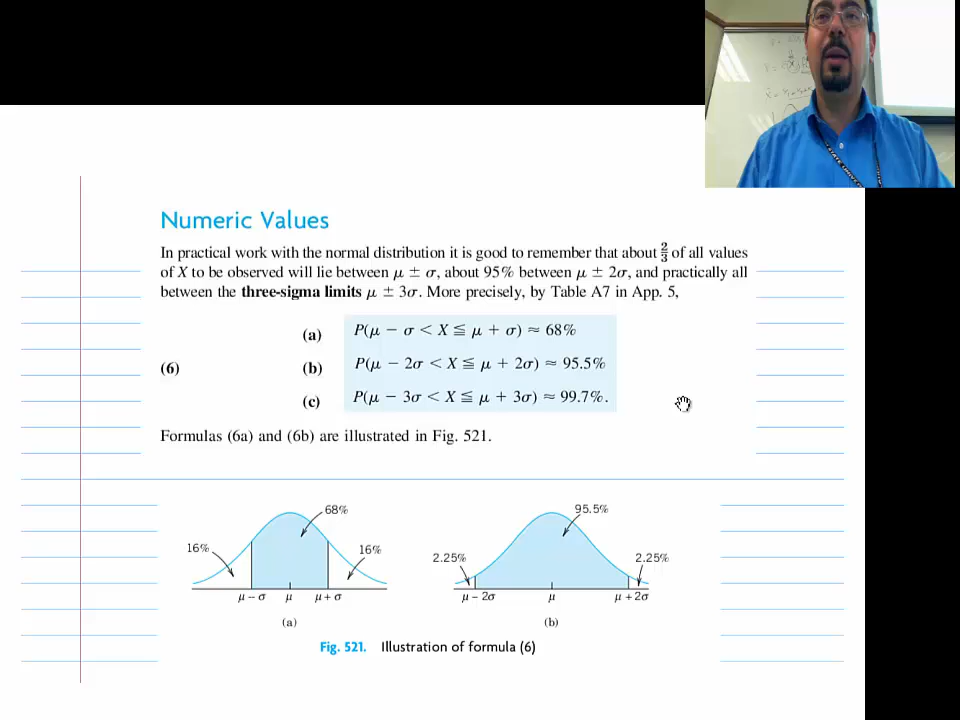 Numeric Values
In practical work with the normal distribution it is good to remember that about 2/3 of all values
of X to be observed will lie between μ ± σ, about 95% between μ ± 2σ, and practically all
between the three-sigma limits μ ± 3σ. More precisely, by Table A7 in App. 5,
(a) P(μ − σ < X ≦ μ + σ) ≈ 68%
(6) (b) P(μ − 2σ < X ≦ μ + 2σ) ≈ 95.5%
(c) P(μ − 3σ < X ≦ μ + 3σ) ≈ 99.7%.
Formulas (6a) and (6b) are illustrated in Fig. 521.
68%
16%
16%
μ − σ μ μ + σ
(a)
95.5%
2.25%
2.25%
μ − 2σ μ μ + 2σ
(b)
Fig. 521. Illustration of formula (6)